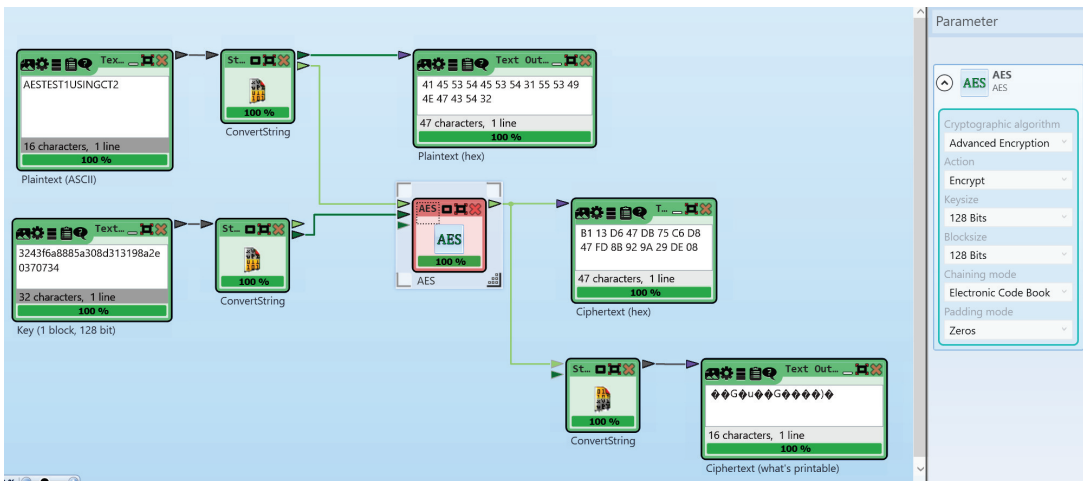 Tex...
AESTEST1USINGCT2
16 characters, 1 line
100 %
Plaintext (ASCII)
St...
100 %
ConvertString
Text Out...
41 45 53 54 45 53 54 31 55 53 49
4E 47 43 54 32
47 characters, 1 line
100 %
Plaintext (hex)
Text...
3243f6a8885a308d313198a2e
0370734
32 characters, 1 line
100 %
Key (1 block, 128 bit)
St...
100 %
ConvertString
AES
AES
100 %
AES
T...
B1 13 D6 47 DB 75 C6 D8
47 FD 8B 92 9A 29 DE 08
47 characters, 1 line
100 %
Ciphertext (hex)
St...
100 %
ConvertString
Text Out...
��G�u��G����)�
16 characters, 1 line
100 %
Ciphertext (what's printable)
Parameter
AES
AES
AES
Cryptographic algorithm
Advanced Encryption
Action
Encrypt
Keysize
128 Bits
Blocksize
128 Bits
Chaining mode
Electronic Code Book
Padding mode
Zeros